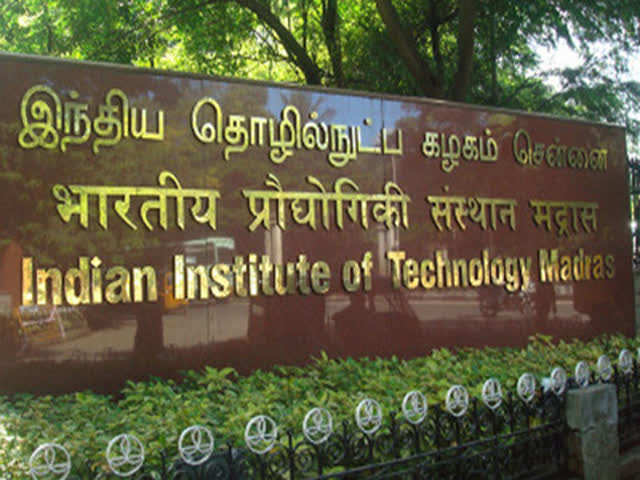 இந்திய தொழில்நுட்ப கழகம் சென்னை
भारतीय प्रौद्योगिकी संस्थान मद्रास
Indian Institute of Technology Madras